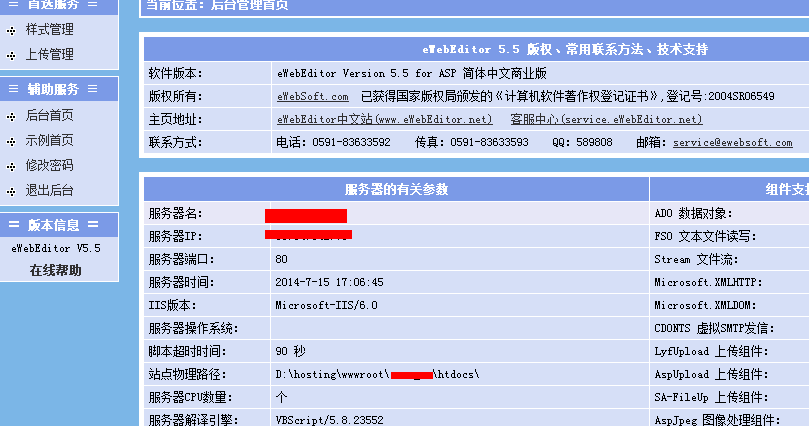 ＝ 首选服务 ＝
样式管理
上传管理
＝ 辅助服务 ＝
后台首页
示例首页
修改密码
退出后台
＝ 版本信息 ＝
eWebEditor V5.5
在线帮助
当前位置：后台管理首页
eWebEditor 5.5 版权、常用联系方法、技术支持
软件版本： eWebEditor Version 5.5 for ASP 简体中文商业版
版权所有： eWebSoft.com 已获得国家版权局颁发的《计算机软件著作权登记证书》,登记号:2004SR06549
主页地址： eWebEditor中文站(www.eWebEditor.net) 客服中心(service.eWebEditor.net)
联系方式： 电话：0591-83633592 传真：0591-83633593 QQ：589808 邮箱：service@ewebsoft.com
服务器的有关参数 组件支
服务器名： ADO 数据对象：
服务器IP： FSO 文本文件读写：
服务器端口： 80 Stream 文件流：
服务器时间： 2014-7-15 17:06:45 Microsoft.XMLHTTP：
IIS版本： Microsoft-IIS/6.0 Microsoft.XMLDOM：
服务器操作系统： CDONTS 虚拟SMTP发信：
脚本超时时间： 90 秒 LyfUpload 上传组件：
站点物理路径： D:\hosting\wwwroot\ \htdocs\ AspUpload 上传组件：
服务器CPU数量： 个 SA-FileUp 上传组件：
服务器解译引擎： VBScript/5.8.23552 AspJpeg 图像处理组件：